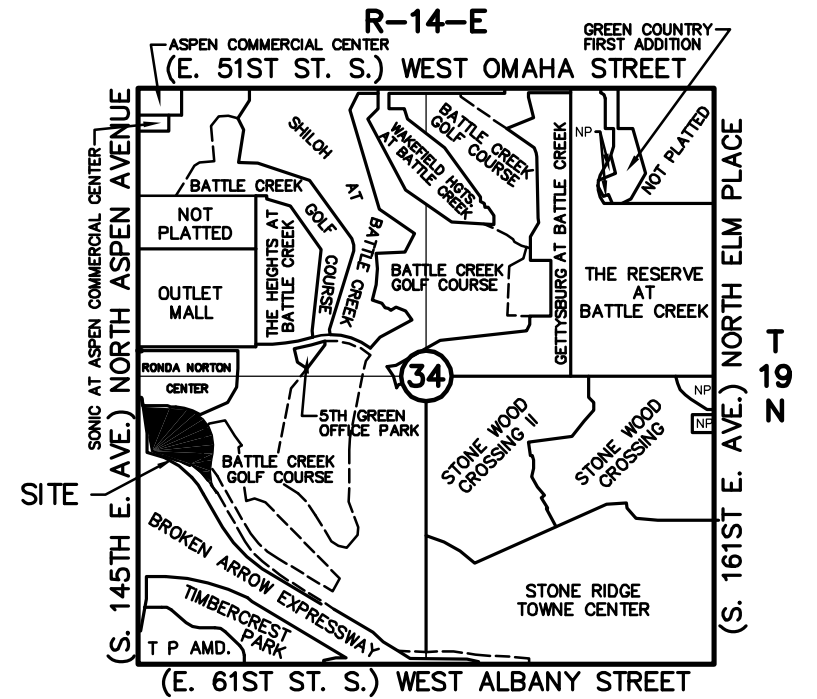 R-14-E
ASPEN COMMERCIAL CENTER
GREEN COUNTRY
FIRST ADDITION
(E. 51ST ST. S.) WEST OMAHA STREET
(S. 145TH E. AVE.) NORTH ASPEN AVENUE
SONIC AT ASPEN COMMERCIAL CENTER
SHILOH
AT
BATTLE CREEK
BATTLE CREEK
GOLF
COURSE
WAKEFIELD HGTS.
AT BATTLE CREEK
BATTLE CREEK
GOLF COURSE
GETTYSBURG AT BATTLE CREEK
NP
NOT PLATTED
NOT
PLATTED
THE HEIGHTS AT
BATTLE CREEK
BATTLE CREEK
GOLF COURSE
THE RESERVE
AT
BATTLE CREEK
OUTLET
MALL
(S. 161ST E. AVE.) NORTH ELM PLACE
T
19
N
RONDA NORTON
CENTER
34
NP
NP
5TH GREEN
OFFICE PARK
STONE WOOD
CROSSING II
STONE WOOD
CROSSING
BATTLE CREEK
GOLF COURSE
SITE
BROKEN ARROW EXPRESSWAY
TIMBERCREST
PARK
T P AMD.
STONE RIDGE
TOWNE CENTER
(E. 61ST ST. S.) WEST ALBANY STREET